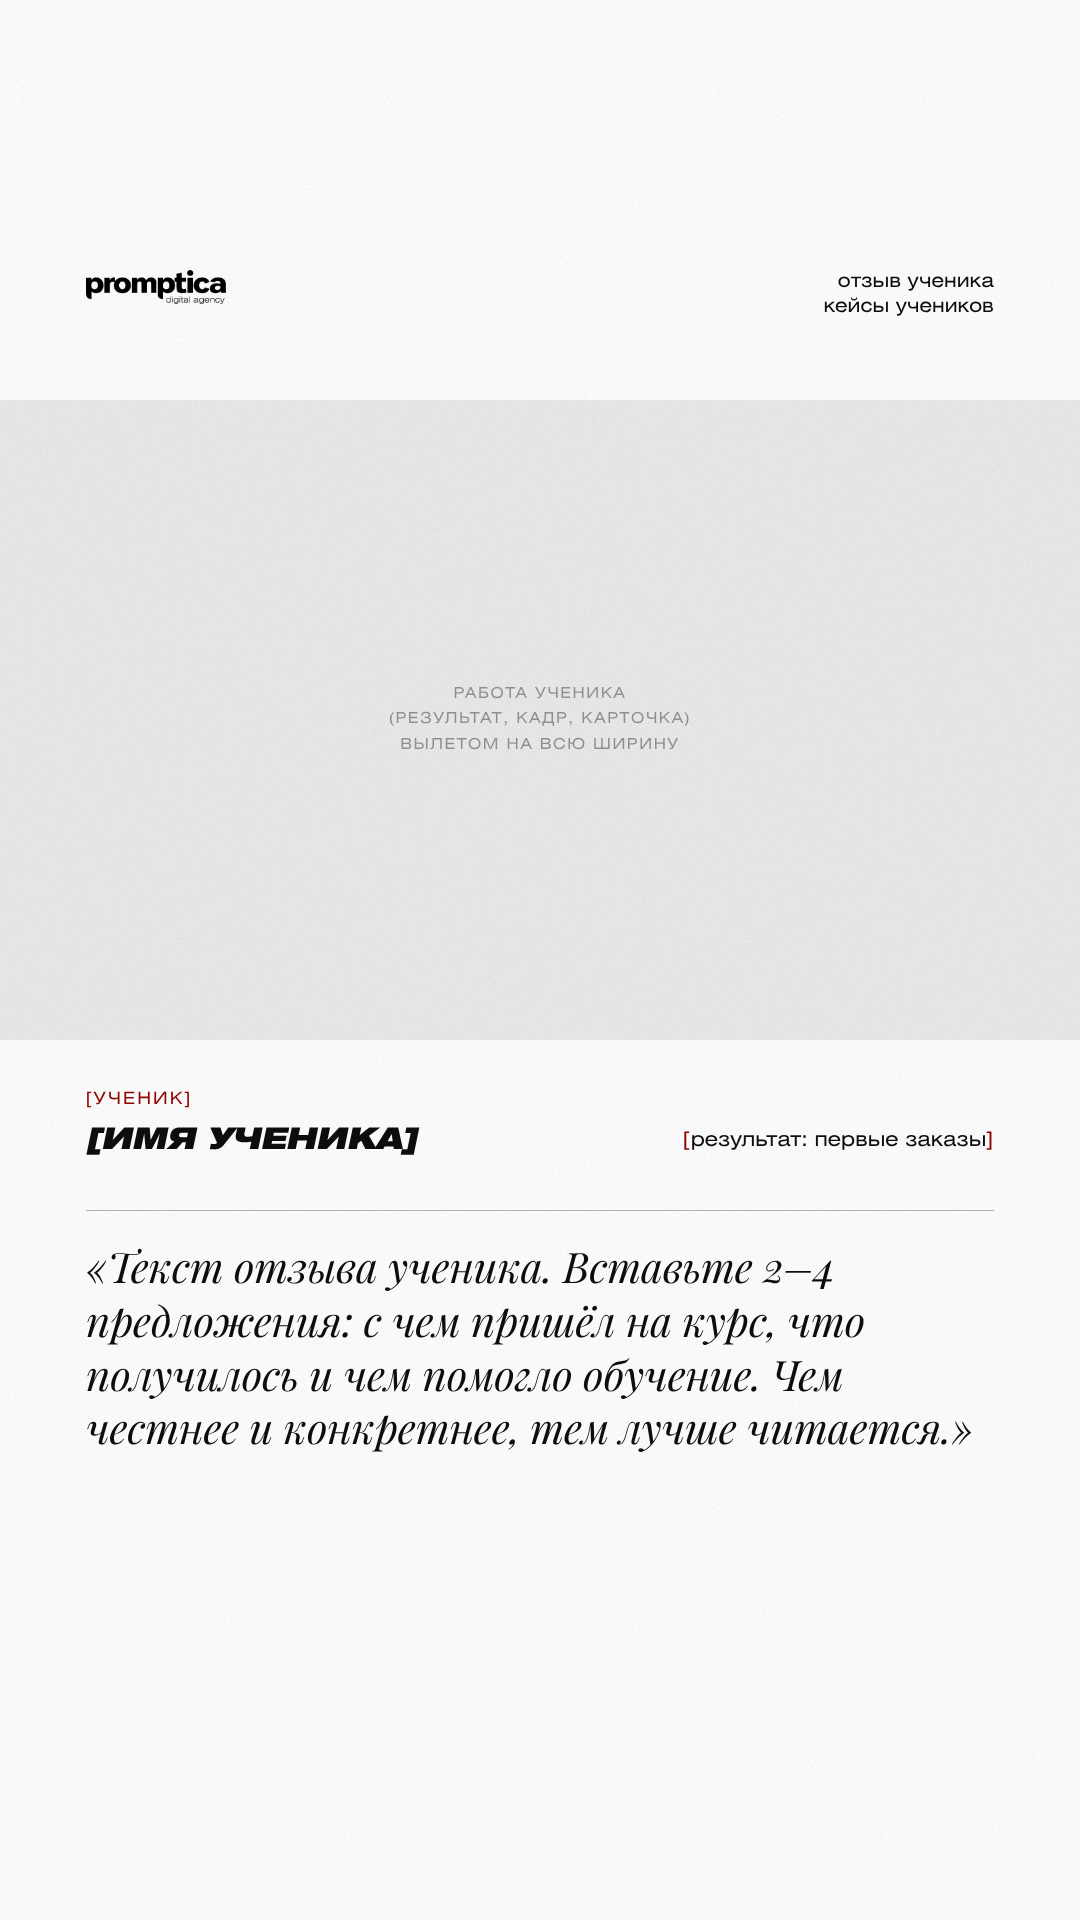 promptica
digital agency
отзыв ученика
кейсы учеников
РАБОТА УЧЕНИКА
(РЕЗУЛЬТАТ, КАДР, КАРТОЧКА)
ВЫЛЕТОМ НА ВСЮ ШИРИНУ
[УЧЕНИК]
[ИМЯ УЧЕНИКА]
[результат: первые заказы]
«Текст отзыва ученика. Вставьте 2–4
предложения: с чем пришёл на курс, что
получилось и чем помогло обучение. Чем
честнее и конкретнее, тем лучше читается.»